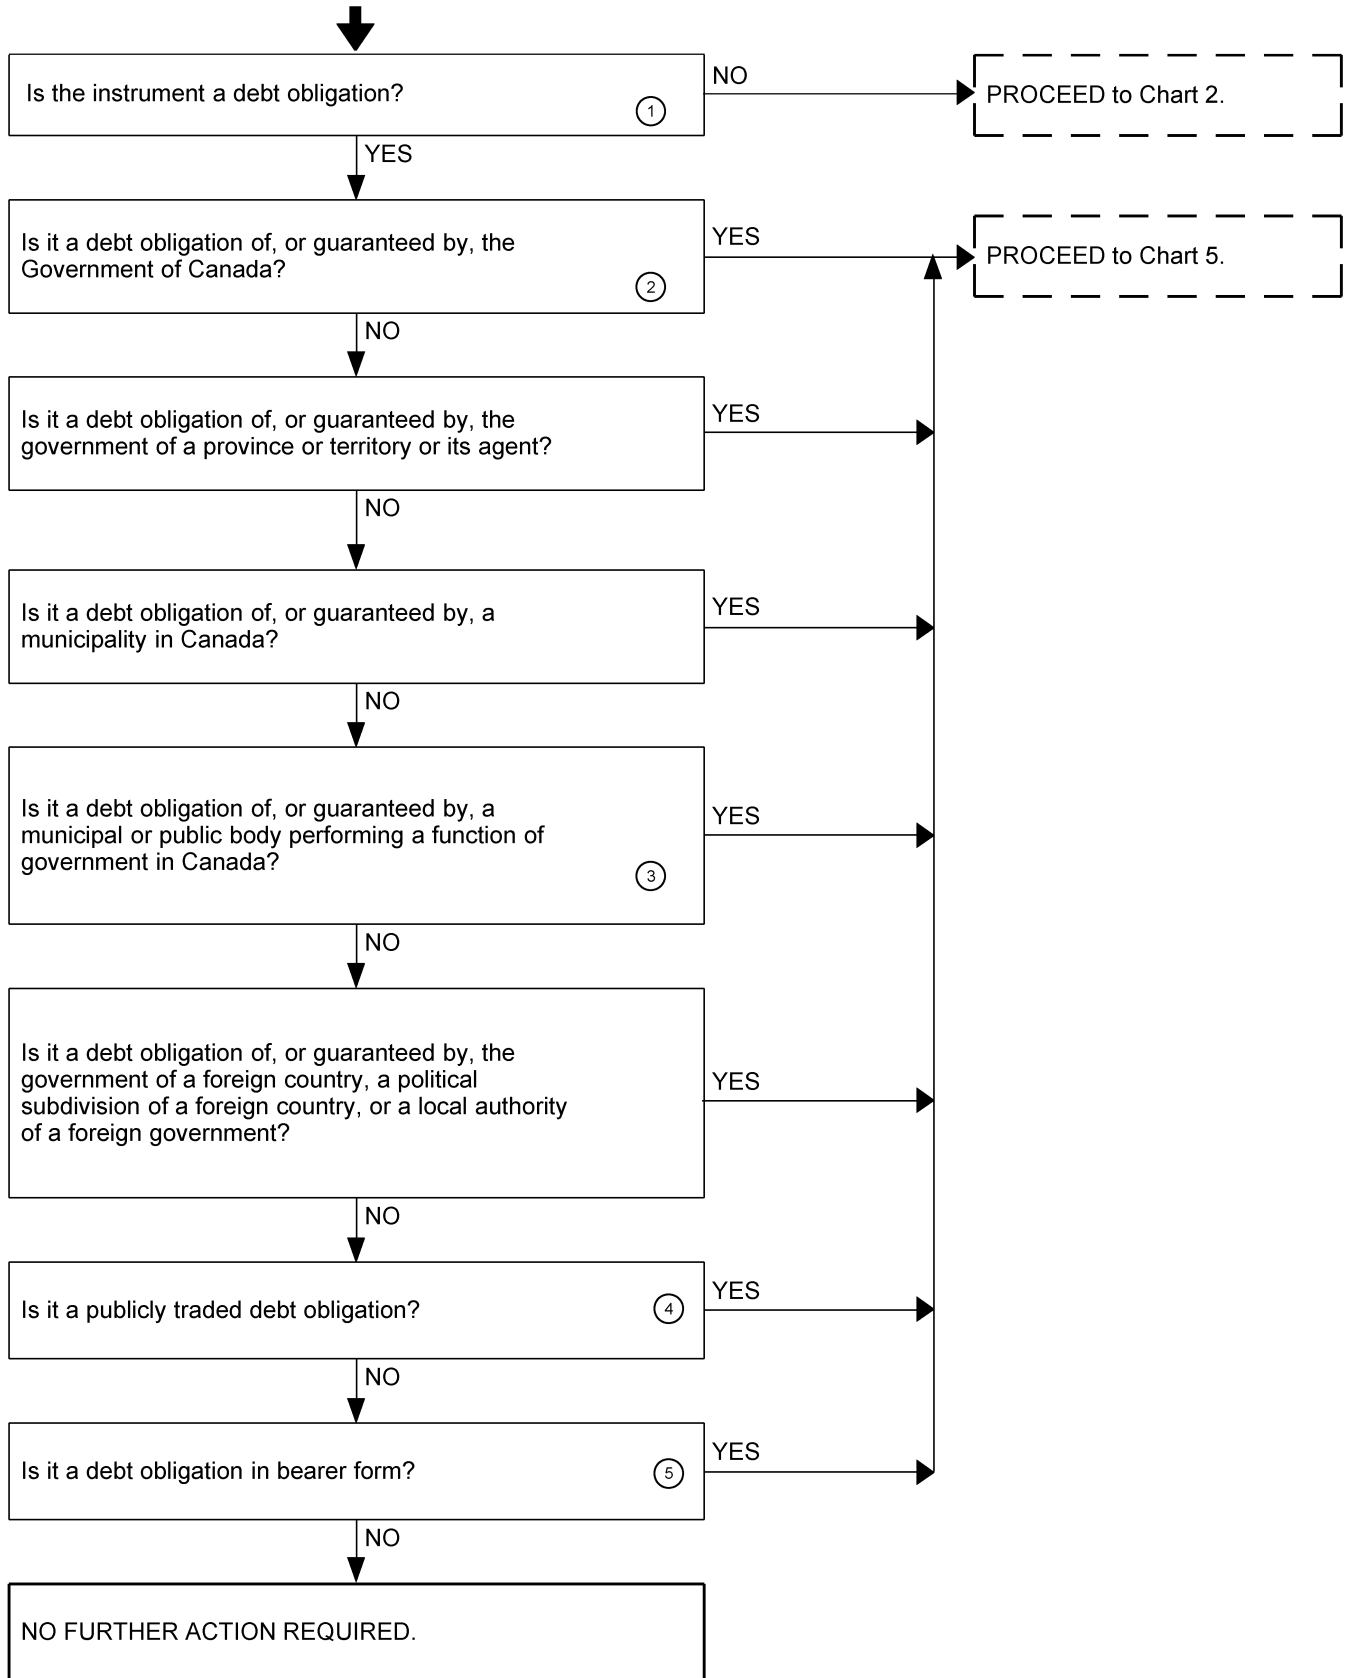 Is the instrument a debt obligation?
1
NO
PROCEED to Chart 2.
YES
Is it a debt obligation of, or guaranteed by, the
Government of Canada?
2
YES
PROCEED to Chart 5.
NO
Is it a debt obligation of, or guaranteed by, the
government of a province or territory or its agent?
YES
NO
Is it a debt obligation of, or guaranteed by, a
municipality in Canada?
YES
NO
Is it a debt obligation of, or guaranteed by, a
municipal or public body performing a function of
government in Canada?
3
YES
NO
Is it a debt obligation of, or guaranteed by, the
government of a foreign country, a political
subdivision of a foreign country, or a local authority
of a foreign government?
YES
NO
Is it a publicly traded debt obligation?
4
YES
NO
Is it a debt obligation in bearer form?
5
YES
NO
NO FURTHER ACTION REQUIRED.